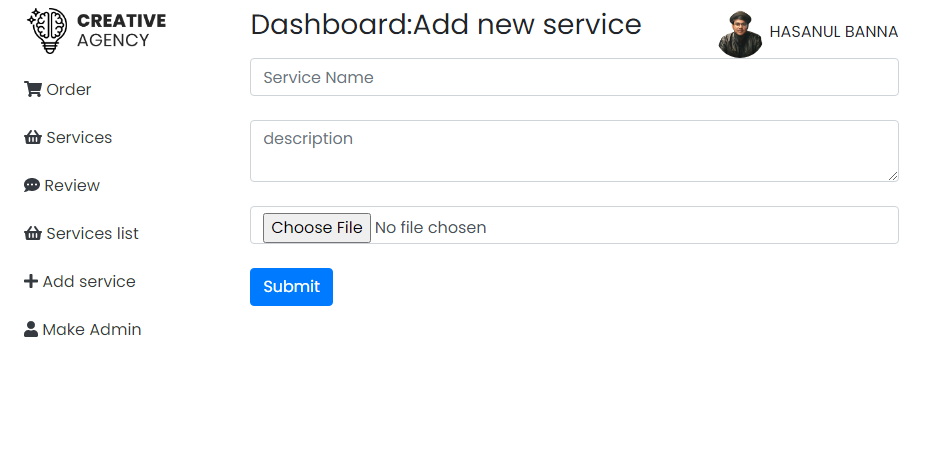 CREATIVE
AGENCY
Order
Services
Review
Services list
Add service
Make Admin
Dashboard:Add new service
HASANUL BANNA
Service Name
description
Choose File No file chosen
Submit